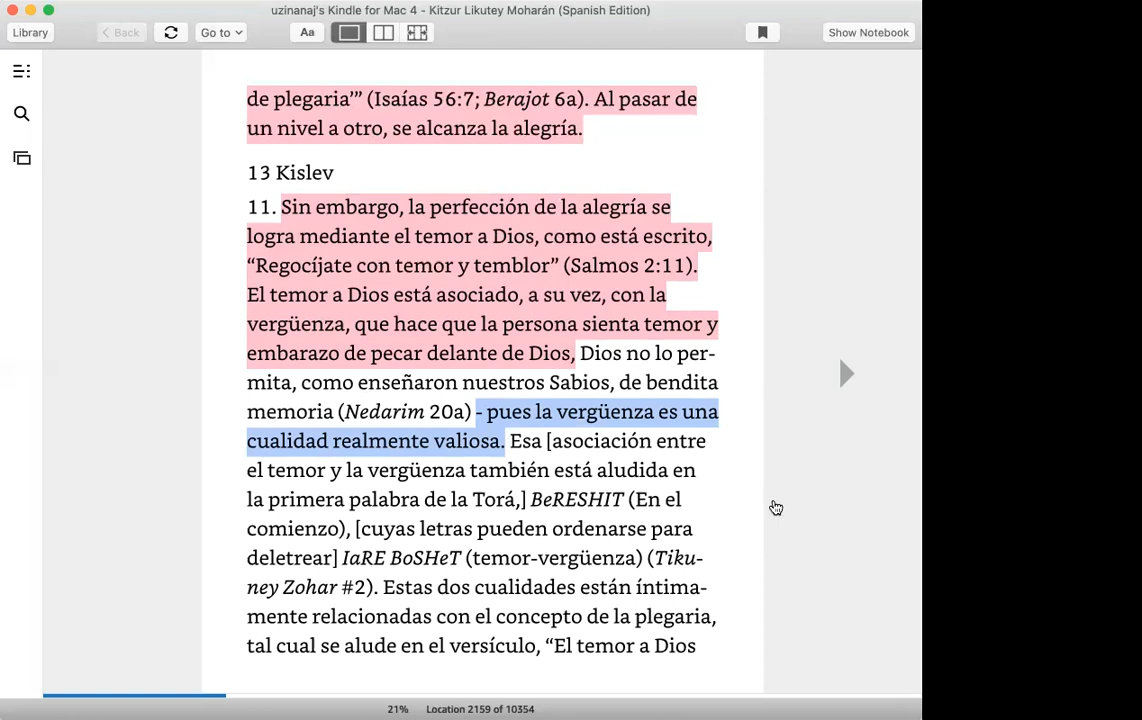 uzinanaj's Kindle for Mac 4 - Kitzur Likutey Moharán (Spanish Edition)
Library
Back
Go to
Aa
Show Notebook
de plegaria’” (Isaías 56:7; Berajot 6a). Al pasar de
un nivel a otro, se alcanza la alegría.
13 Kislev
11. Sin embargo, la perfección de la alegría se
logra mediante el temor a Dios, como está escrito,
“Regocíjate con temor y temblor” (Salmos 2:11).
El temor a Dios está asociado, a su vez, con la
vergüenza, que hace que la persona sienta temor y
embarazo de pecar delante de Dios, Dios no lo per-
mita, como enseñaron nuestros Sabios, de bendita
memoria (Nedarim 20a) - pues la vergüenza es una
cualidad realmente valiosa. Esa [asociación entre
el temor y la vergüenza también está aludida en
la primera palabra de la Torá,] BeRESHIT (En el
comienzo), [cuyas letras pueden ordenarse para
deletrear] IaRE BoSHeT (temor-vergüenza) (Tiku-
ney Zohar #2). Estas dos cualidades están íntima-
mente relacionadas con el concepto de la plegaria,
tal cual se alude en el versículo, “El temor a Dios
21% Location 2159 of 10354